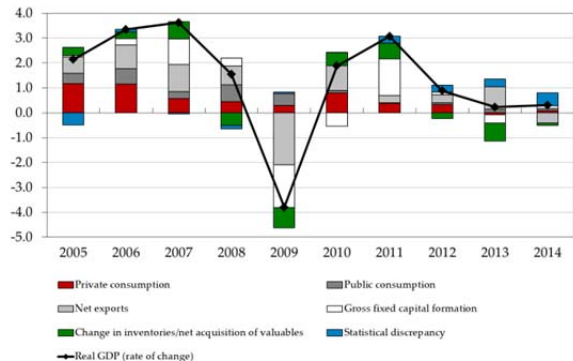 4.0
3.0
2.0
1.0
0.0
-1.0
-2.0
-3.0
-4.0
-5.0
2005 2006 2007 2008 2009 2010 2011 2012 2013 2014
Private consumption Public consumption
Net exports Gross fixed capital formation
Change in inventories/net acquisition of valuables Statistical discrepancy
Real GDP (rate of change)